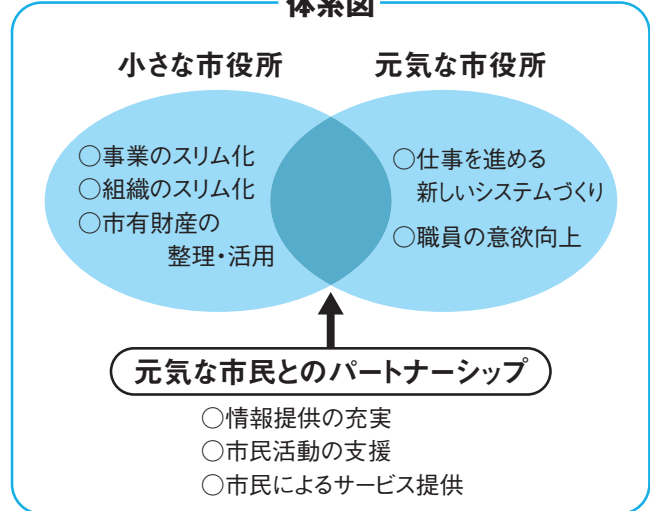 体系図
小さな市役所
元気な市役所
○事業のスリム化
○組織のスリム化
○市有財産の
整理・活用
○仕事を進める
新しいシステムづくり
○職員の意欲向上
元気な市民とのパートナーシップ
○情報提供の充実
○市民活動の支援
○市民によるサービス提供